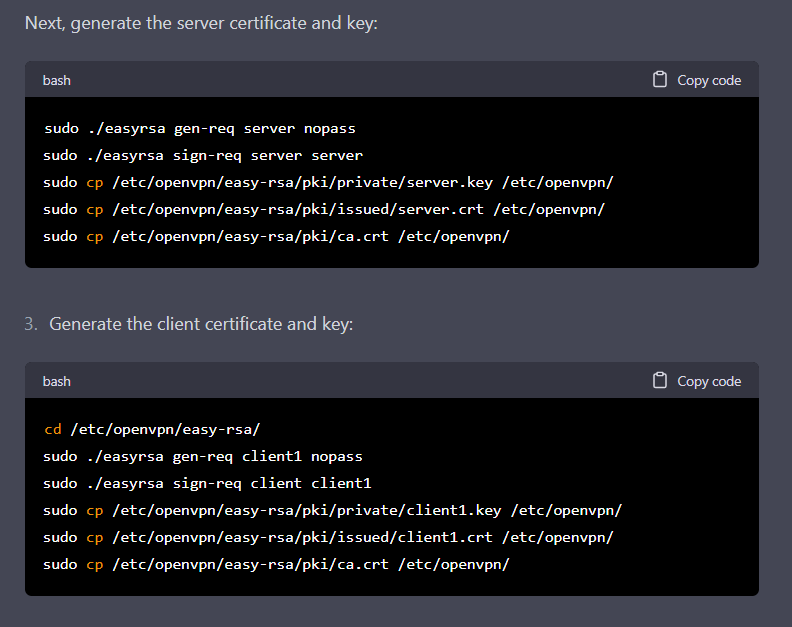 Next, generate the server certificate and key:
bash
Copy code
sudo ./easyrsa gen-req server nopass
sudo ./easyrsa sign-req server server
sudo cp /etc/openvpn/easy-rsa/pki/private/server.key /etc/openvpn/
sudo cp /etc/openvpn/easy-rsa/pki/issued/server.crt /etc/openvpn/
sudo cp /etc/openvpn/easy-rsa/pki/ca.crt /etc/openvpn/
3. Generate the client certificate and key:
bash
Copy code
cd /etc/openvpn/easy-rsa/
sudo ./easyrsa gen-req client1 nopass
sudo ./easyrsa sign-req client client1
sudo cp /etc/openvpn/easy-rsa/pki/private/client1.key /etc/openvpn/
sudo cp /etc/openvpn/easy-rsa/pki/issued/client1.crt /etc/openvpn/
sudo cp /etc/openvpn/easy-rsa/pki/ca.crt /etc/openvpn/